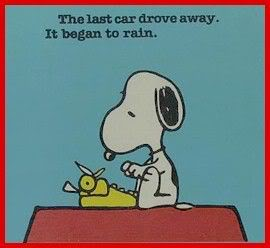 The last car drove away.
It began to rain.